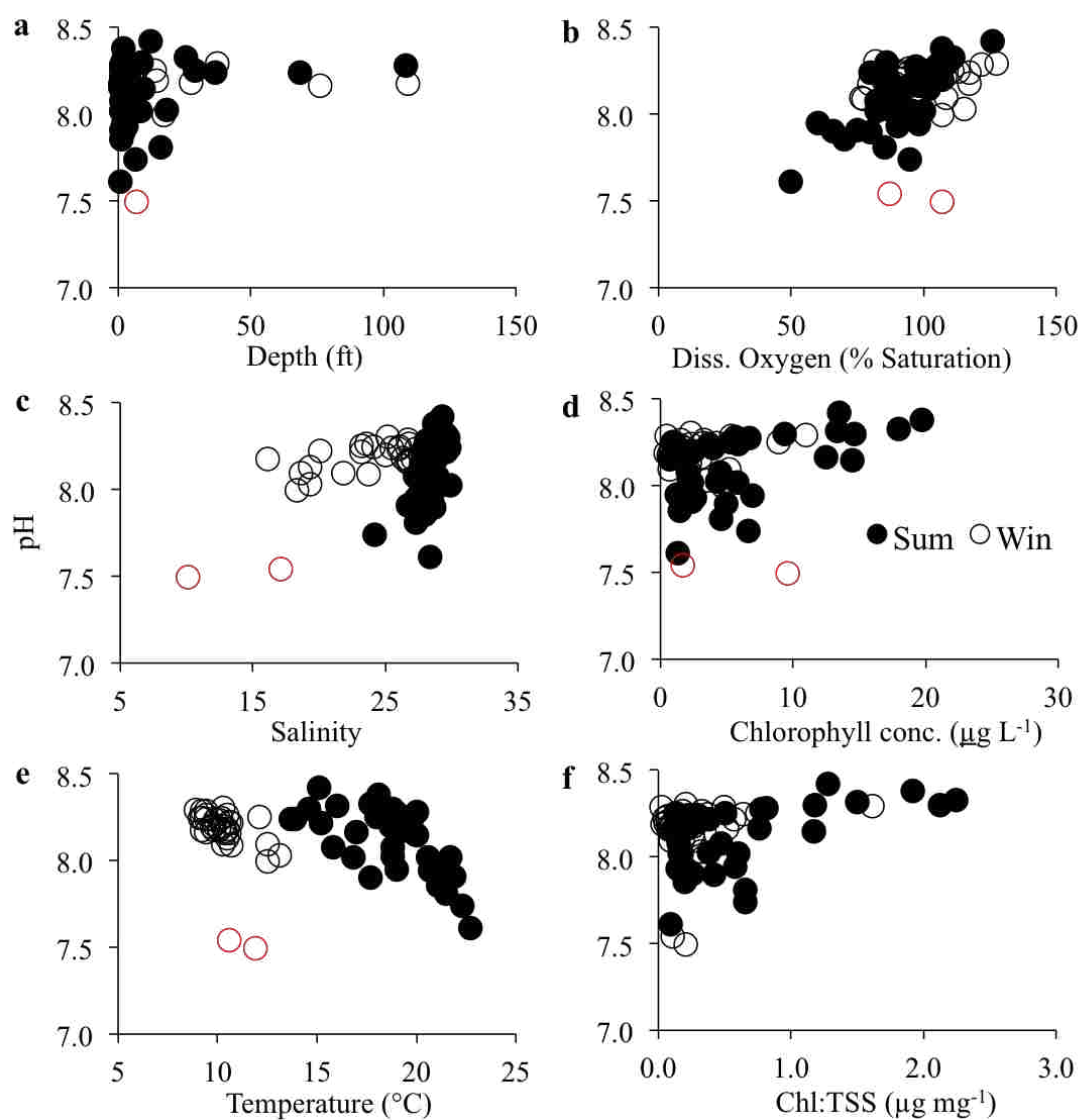 a
8.5
8.0
7.5
7.0
0 50 100 150
Depth (ft)
b
8.5
8.0
7.5
7.0
50 100 150
Diss. Oxygen (% Saturation)
c
8.5
8.0
7.5
7.0
5 15 25 35
Salinity
pH
d
8.5
8.0
7.5
7.0
Sum Win
0 10 20 30
Chlorophyll conc. (µg L-1)
e
8.5
8.0
7.5
7.0
5 10 15 20 25
Temperature (°C)
f
8.5
8.0
7.5
7.0
0.0 1.0 2.0 3.0
Chl:TSS (µg mg-1)